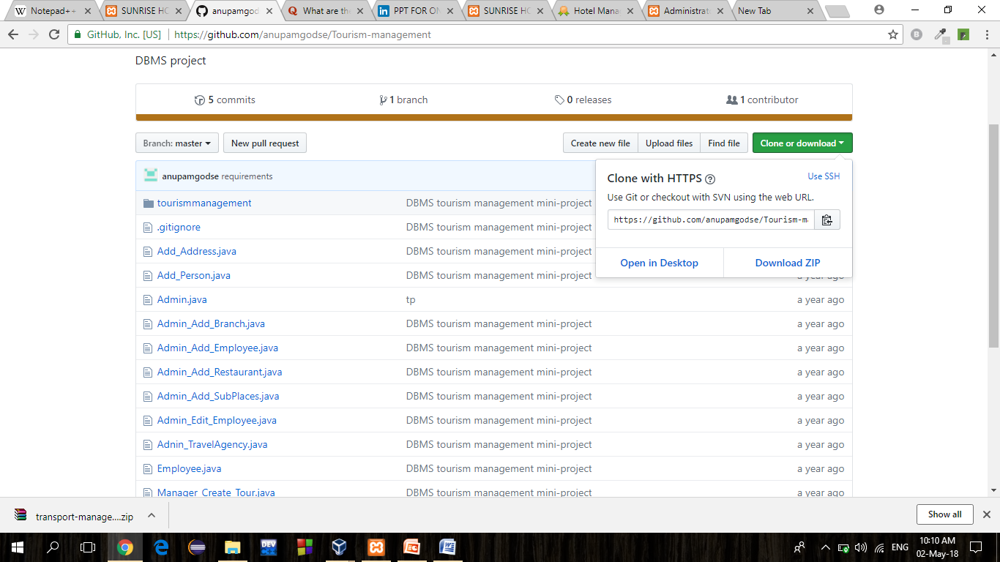 Notepad++
SUNRISE HO
anupamgod
What are the
PPT FOR ON
SUNRISE HO
Hotel Mana
Administrate
New Tab
GitHub, Inc. [US]
https://github.com/anupamgodse/Tourism-management
DBMS project
5 commits
1 branch
0 releases
1 contributor
Branch: master
New pull request
Create new file
Upload files
Find file
Clone or download
anupamgodse requirements
Clone with HTTPS
Use SSH
Use Git or checkout with SVN using the web URL.
https://github.com/anupamgodse/Tourism-ma
Open in Desktop
Download ZIP
tourismmanagement DBMS tourism management mini-project
.gitignore DBMS tourism management mini-project
Add_Address.java DBMS tourism management mini-project
Add_Person.java DBMS tourism management mini-project a year ago
Admin.java tp a year ago
Admin_Add_Branch.java DBMS tourism management mini-project a year ago
Admin_Add_Employee.java DBMS tourism management mini-project a year ago
Admin_Add_Restaurant.java DBMS tourism management mini-project a year ago
Admin_Add_SubPlaces.java DBMS tourism management mini-project a year ago
Admin_Edit_Employee.java DBMS tourism management mini-project a year ago
Adnin_TravelAgency.java DBMS tourism management mini-project a year ago
Employee.java DBMS tourism management mini-project a year ago
Manager_Create_Tour.java DBMS tourism management mini-project a year ago
transport-manage....zip
Show all
DEV
ENG
10:10 AM
02-May-18